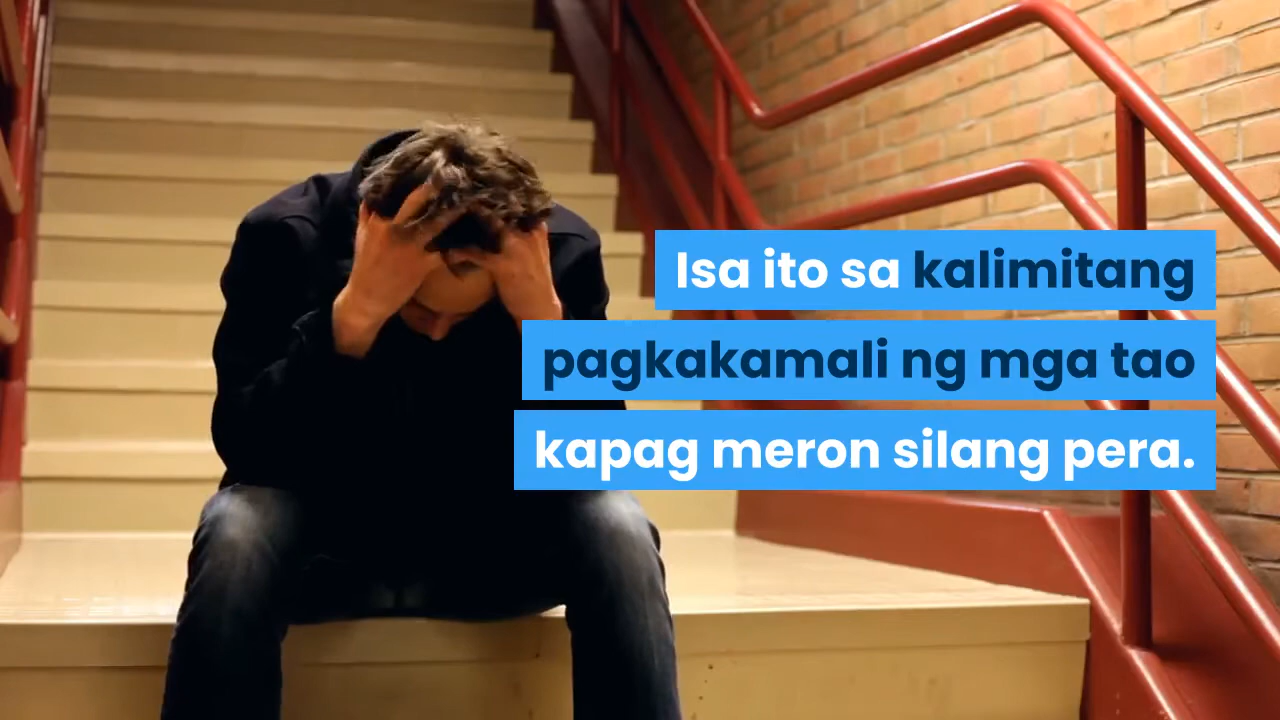 Isa ito sa kalimitang
pagkakamali ng mga tao
kapag meron silang pera.